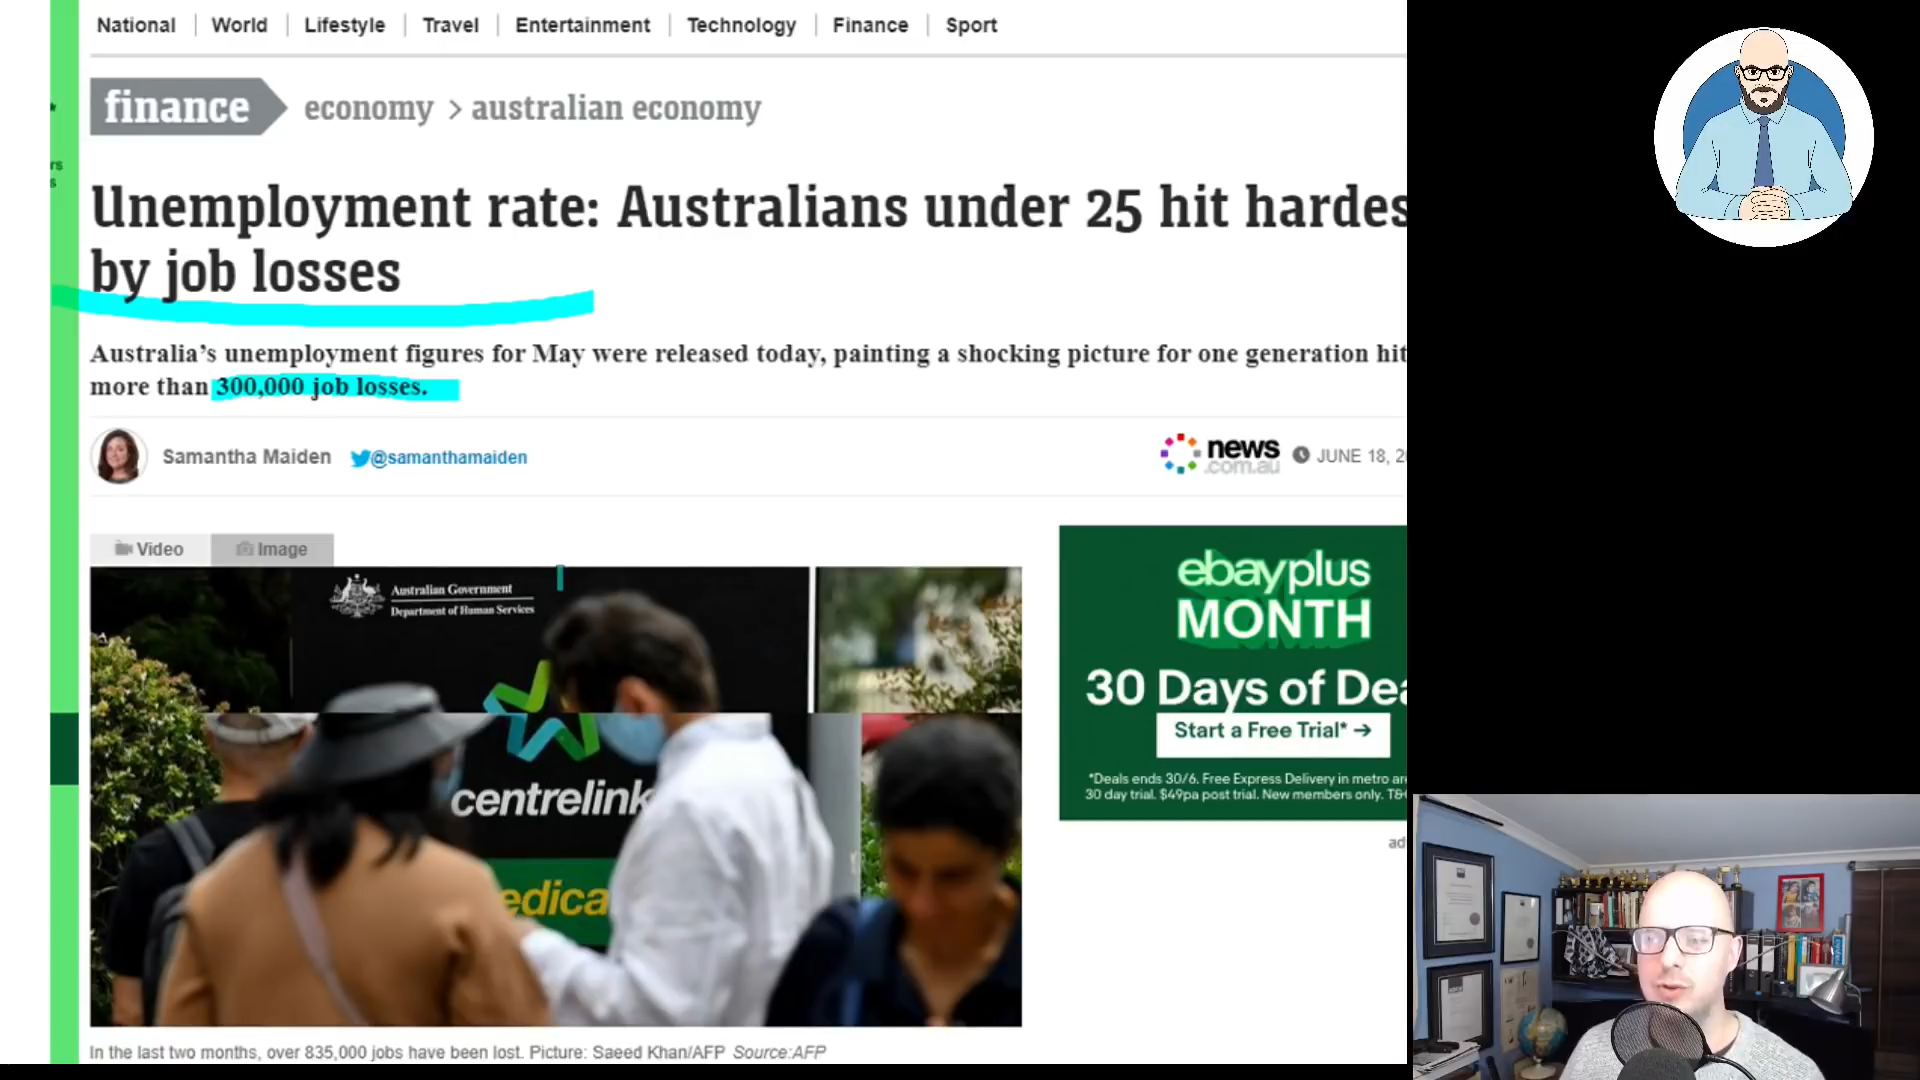 National
World
Lifestyle
Travel
Entertainment
Technology
Finance
Sport
finance
economy > australian economy
Unemployment rate: Australians under 25 hit hardes
by job losses
Australia's unemployment figures for May were released today, painting a shocking picture for one generation hit
more than 300,000 job losses.
Samantha Maiden
@samanthamaiden
news
.com.au
JUNE 18, 2
Video
Image
Australian Government
Department of Human Services
centrelink
edica
ebayplus
MONTH
30 Days of Dea
Start a Free Trial* →
*Deals ends 30/6. Free Express Delivery in metro are
30 day trial. $49pa post trial. New members only. T&
ad
In the last two months, over 835,000 jobs have been lost. Picture: Saeed Khan/AFP Source:AFP